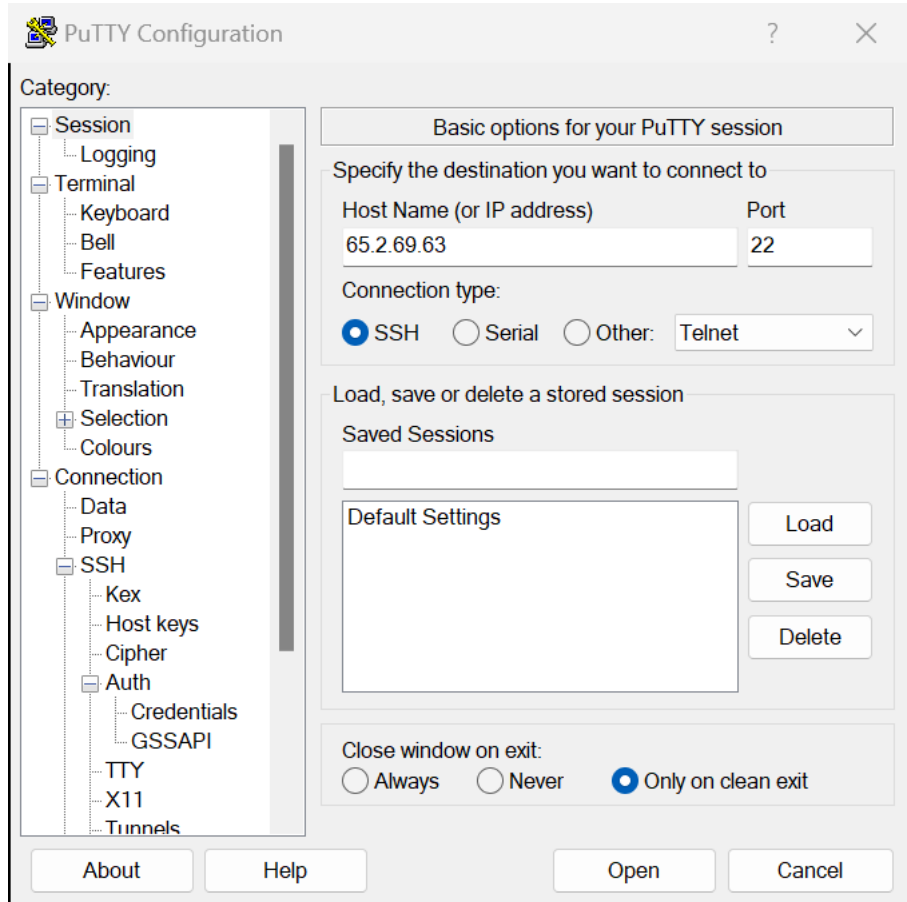 PuTTY Configuration
?
Category:
Session
Logging
Terminal
Keyboard
Bell
Features
Window
Appearance
Behaviour
Translation
Selection
Colours
Connection
Data
Proxy
SSH
Kex
Host keys
Cipher
Auth
Credentials
GSSAPI
TTY
X11
Tunnels
Basic options for your PuTTY session
Specify the destination you want to connect to
Host Name (or IP address) Port
65.2.69.63 22
Connection type:
SSH Serial Other: Telnet
Load, save or delete a stored session
Saved Sessions
Default Settings
Load
Save
Delete
Close window on exit:
Always Never Only on clean exit
About Help Open Cancel